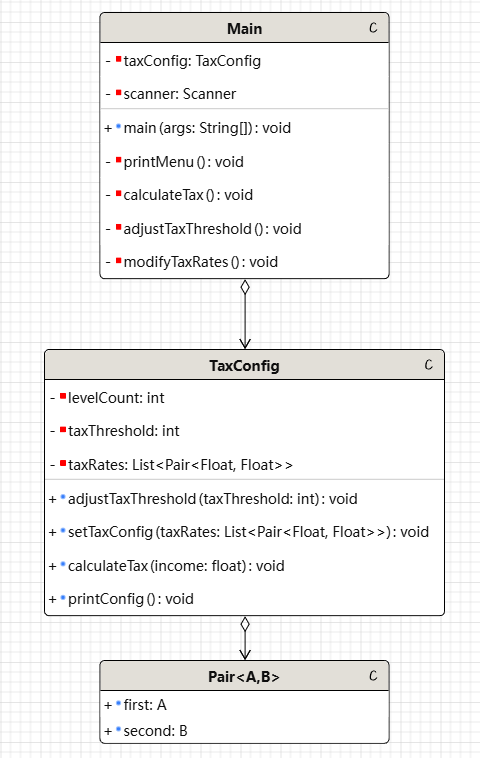 Main C
- taxConfig: TaxConfig
- scanner: Scanner
+ main(args: String[]): void
- printMenu(): void
- calculateTax(): void
- adjustTaxThreshold(): void
- modifyTaxRates(): void
TaxConfig C
- levelCount: int
- taxThreshold: int
- taxRates: List<Pair<Float, Float>>
+ adjustTaxThreshold(taxThreshold: int): void
+ setTaxConfig(taxRates: List<Pair<Float, Float>>): void
+ calculateTax(income: float): void
+ printConfig(): void
Pair<A,B> C
+ first: A
+ second: B